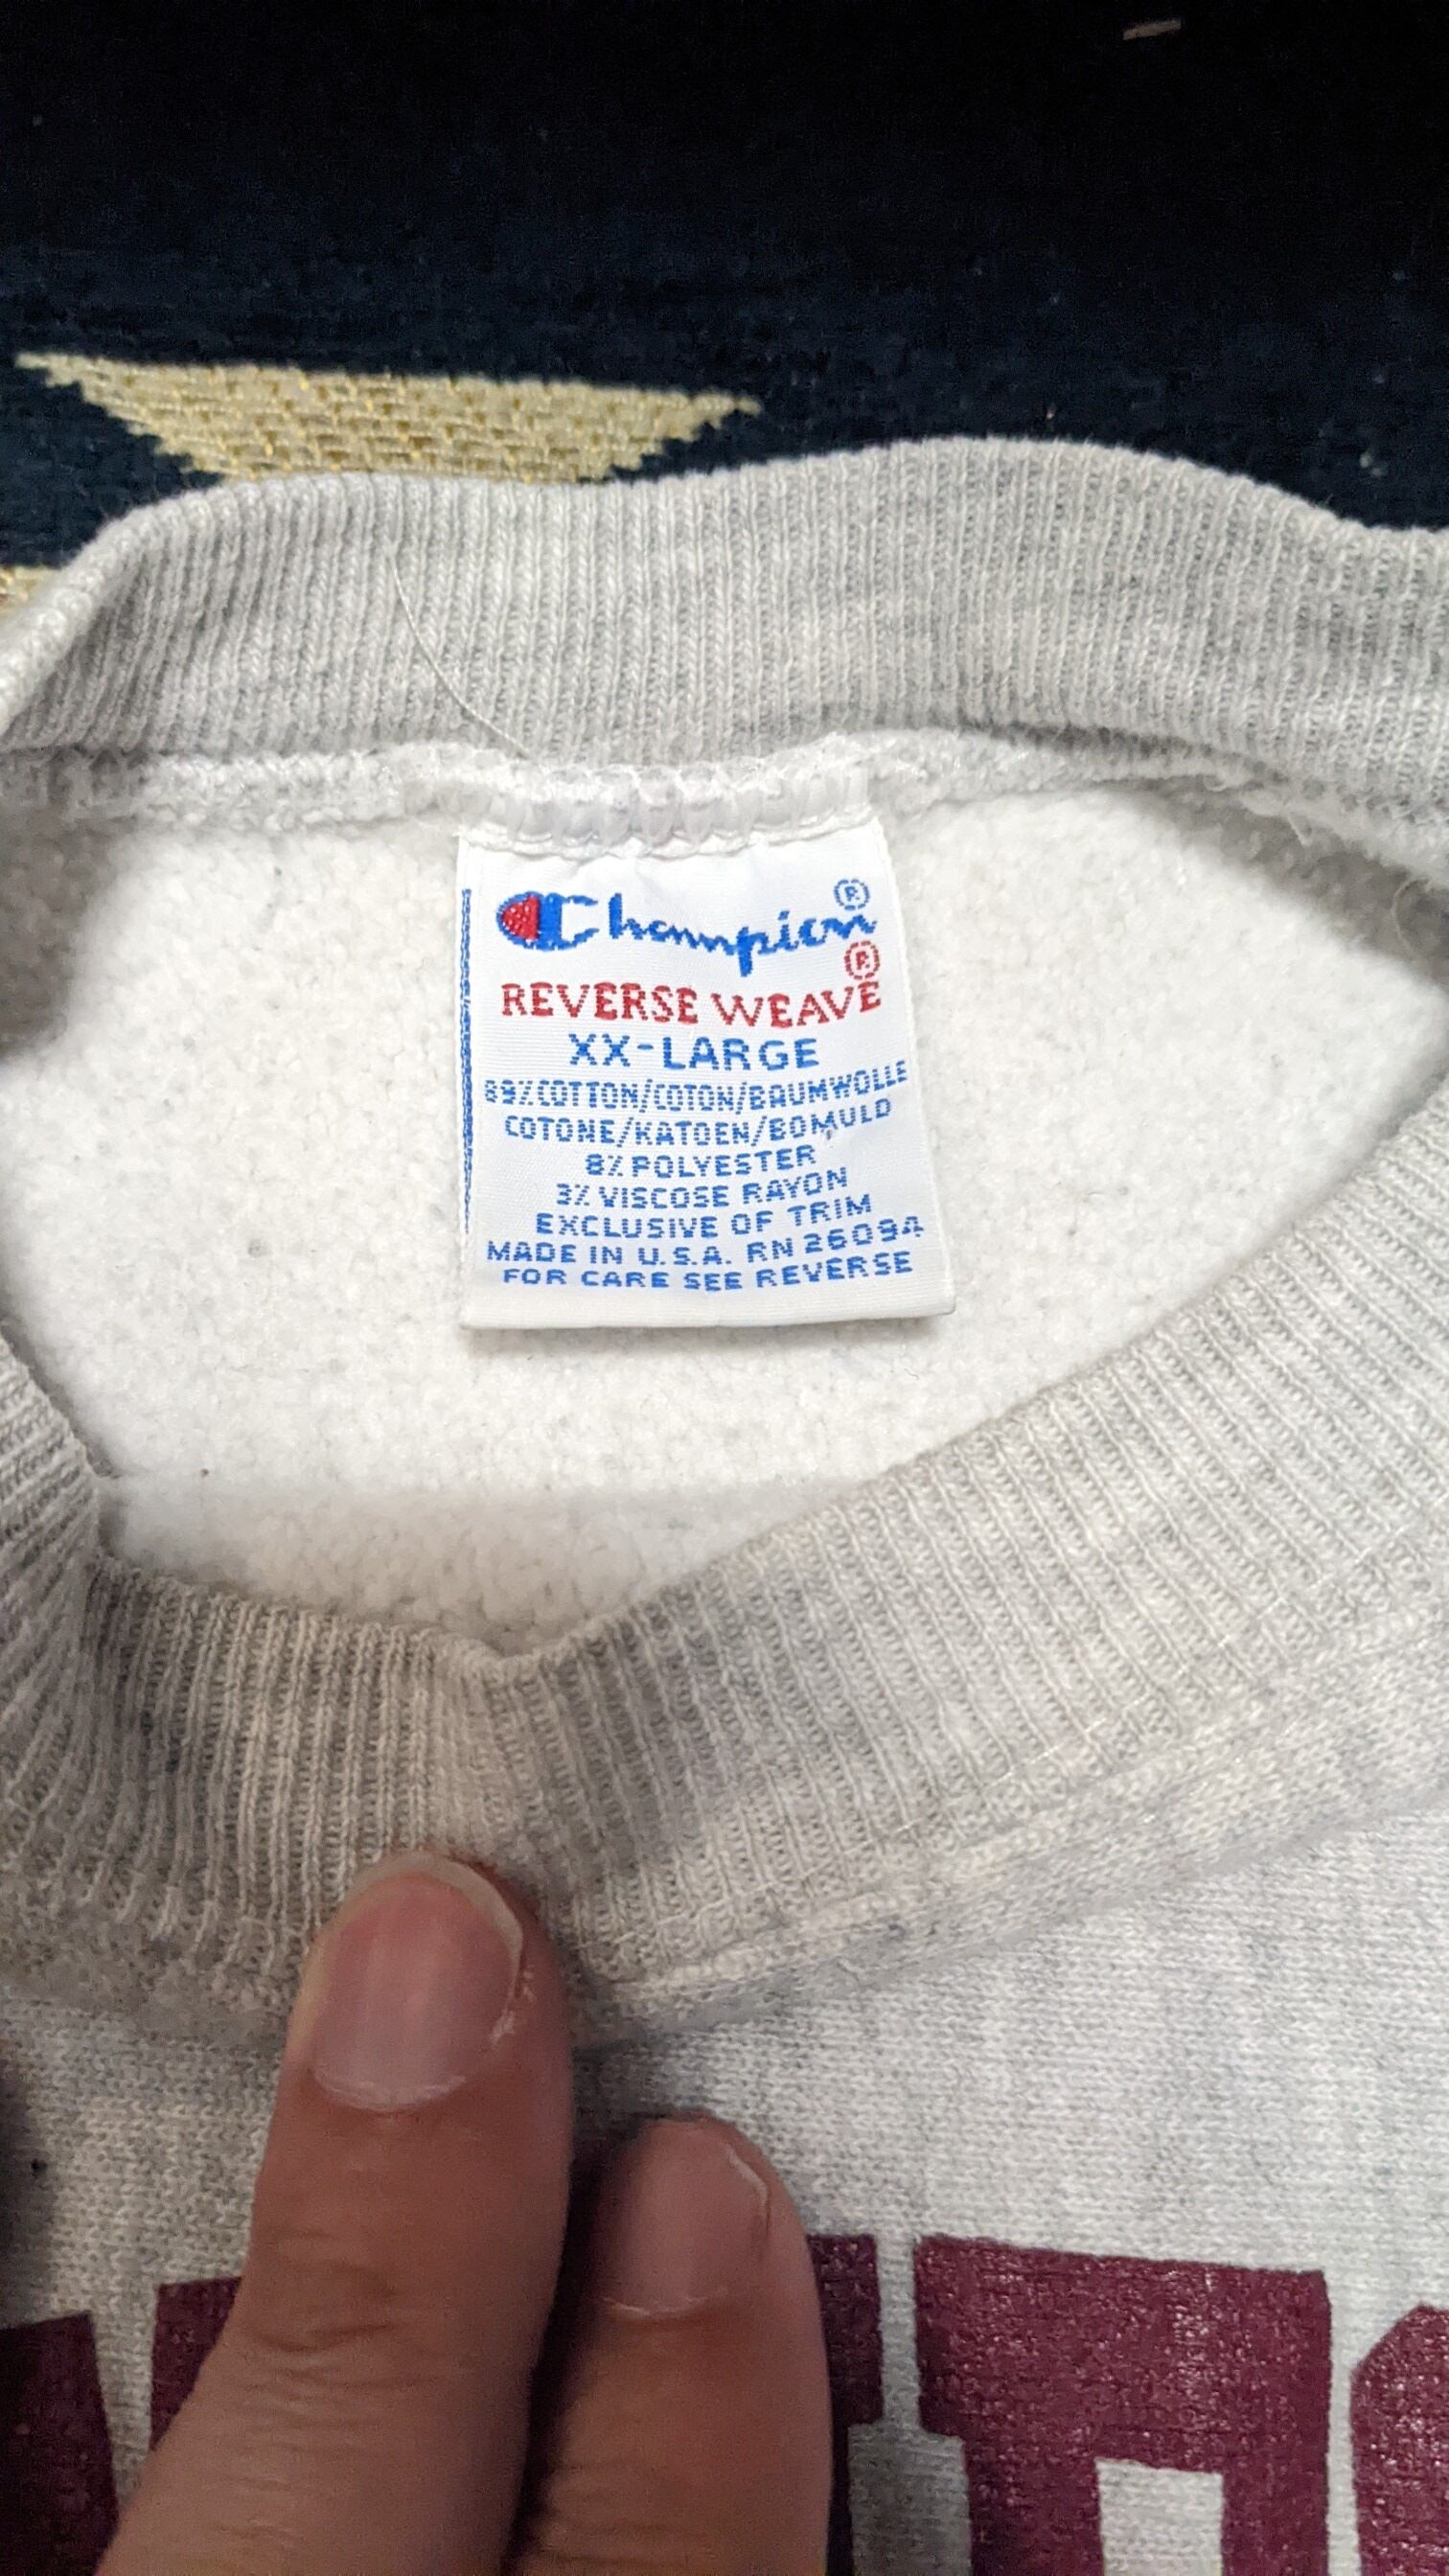 Champion®
REVERSE WEAVE®
XX-LARGE
89% COTTON/COTON/BAUMWOLLE
COTONE/KATOEN/BOMULD
8% POLYESTER
3% VISCOSE RAYON
EXCLUSIVE OF TRIM
MADE IN U.S.A. RN 26094
FOR CARE SEE REVERSE